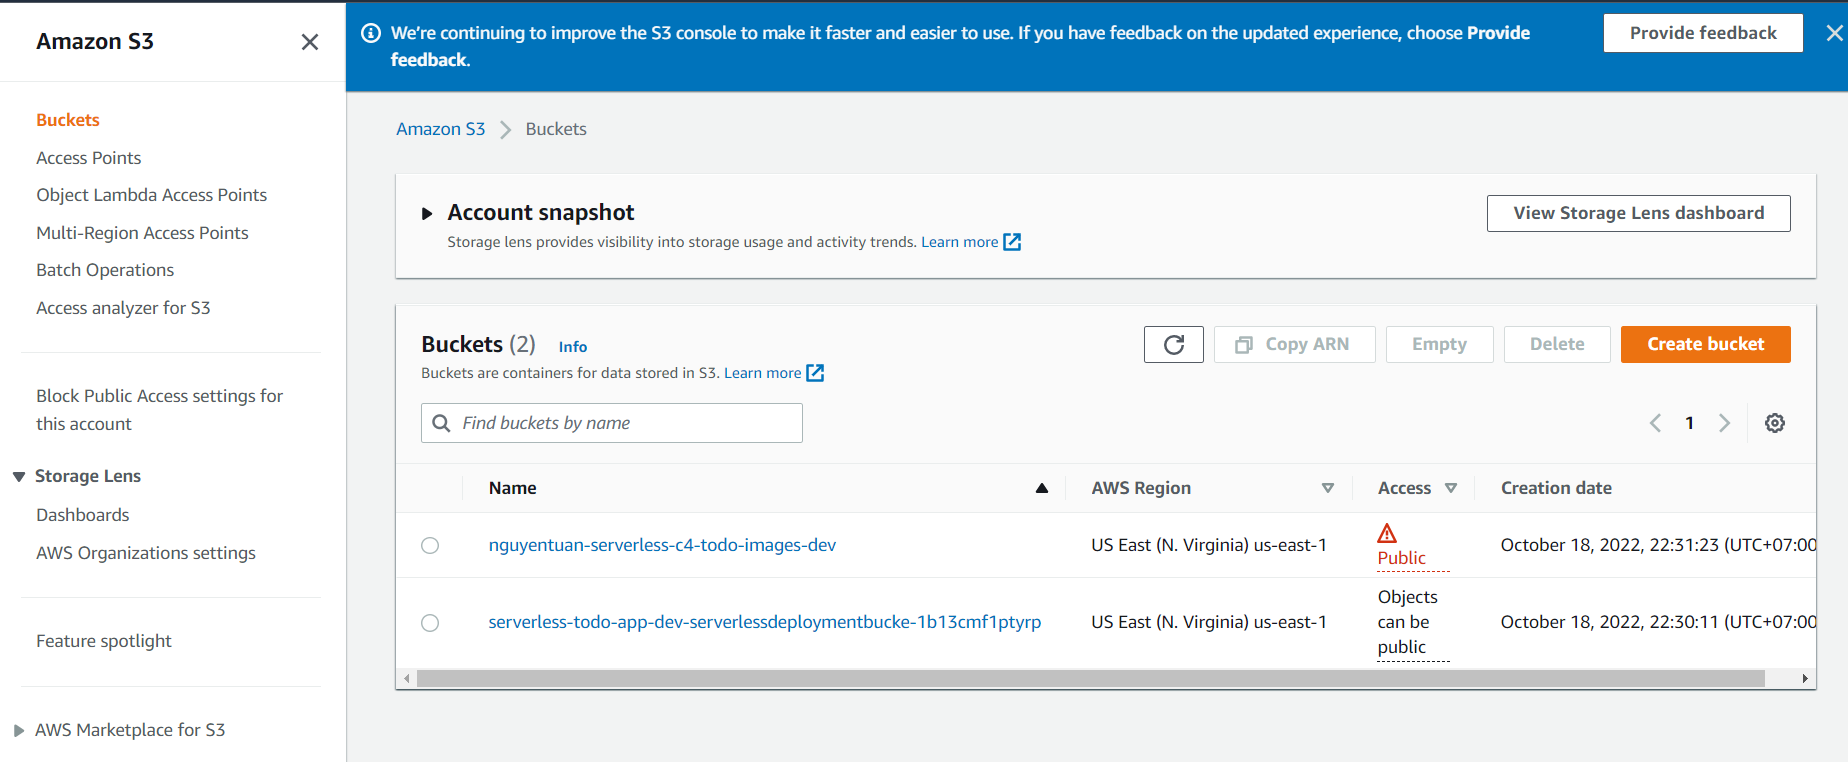 Amazon S3
Buckets
Access Points
Object Lambda Access Points
Multi-Region Access Points
Batch Operations
Access analyzer for S3
Block Public Access settings for
this account
Storage Lens
Dashboards
AWS Organizations settings
Feature spotlight
AWS Marketplace for S3
We're continuing to improve the S3 console to make it faster and easier to use. If you have feedback on the updated experience, choose Provide
feedback.
Provide feedback
Amazon S3 > Buckets
Account snapshot
Storage lens provides visibility into storage usage and activity trends. Learn more
View Storage Lens dashboard
Buckets (2) Info
Buckets are containers for data stored in S3. Learn more
Copy ARN
Empty
Delete
Create bucket
Find buckets by name
1
Name AWS Region Access Creation date
nguyentuan-serverless-c4-todo-images-dev US East (N. Virginia) us-east-1 Public October 18, 2022, 22:31:23 (UTC+07:00
serverless-todo-app-dev-serverlessdeploymentbucke-1b13cmf1ptyrp US East (N. Virginia) us-east-1 Objects
can be
public
October 18, 2022, 22:30:11 (UTC+07:00